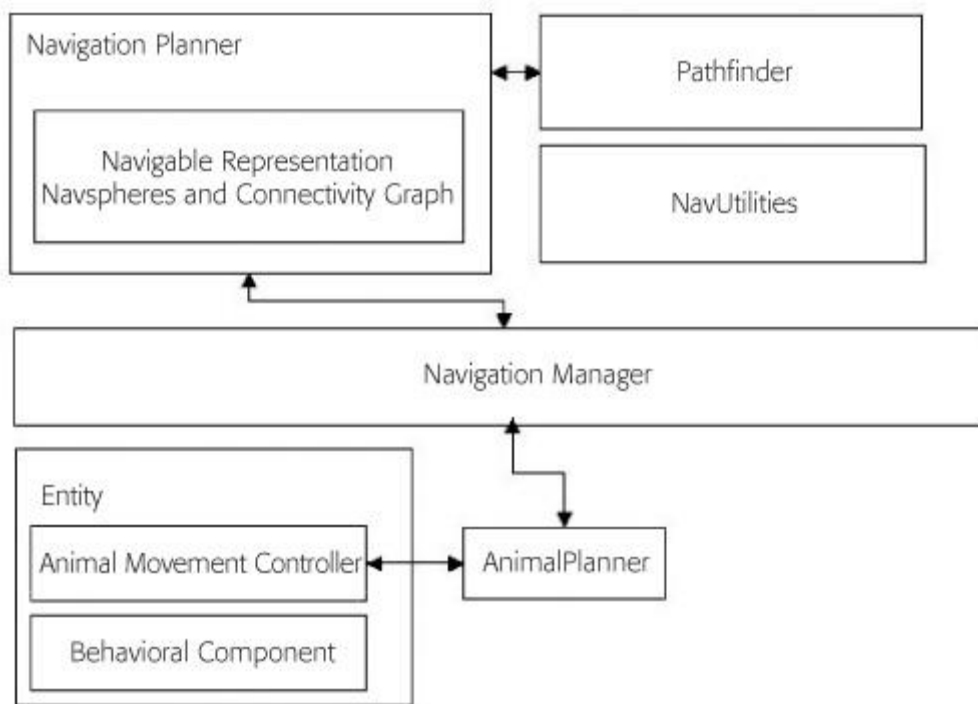 Navigation Planner
Pathfinder
Navigable Representation
Navspheres and Connectivity Graph
NavUtilities
Navigation Manager
Entity
Animal Movement Controller
AnimalPlanner
Behavioral Component